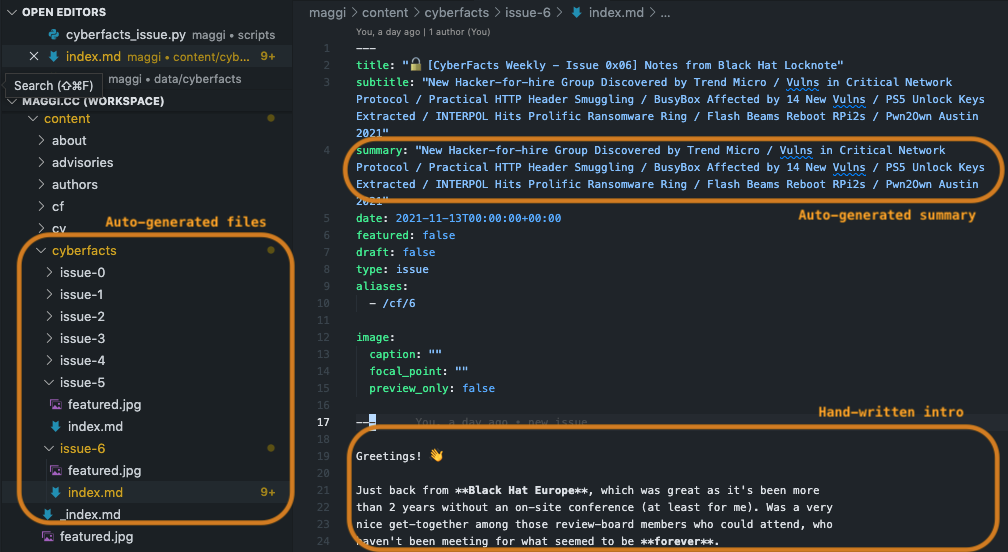 OPEN EDITORS
cyberfacts_issue.py maggi • scripts
index.md maggi • content/cyb... 9+
Search (⇧⌘F) maggi • data/cyberfacts
MAGGI.CC (WORKSPACE)
content
about
advisories
authors
cf
cv
Auto-generated files
cyberfacts
issue-0
issue-1
issue-2
issue-3
issue-4
issue-5
featured.jpg
index.md
issue-6
featured.jpg
index.md 9+
_index.md
featured.jpg
maggi > content > cyberfacts > issue-6 > index.md > ...
You, a day ago | 1 author (You)
1 ---
2 title: "🔒 [CyberFacts Weekly - Issue 0x06] Notes from Black Hat Locknote"
3 subtitle: "New Hacker-for-hire Group Discovered by Trend Micro / Vulns in Critical Network
Protocol / Practical HTTP Header Smuggling / BusyBox Affected by 14 New Vulns / PS5 Unlock Keys
Extracted / INTERPOL Hits Prolific Ransomware Ring / Flash Beams Reboot RPi2s / Pwn2Own Austin
2021"
4 summary: "New Hacker-for-hire Group Discovered by Trend Micro / Vulns in Critical Network
Protocol / Practical HTTP Header Smuggling / BusyBox Affected by 14 New Vulns / PS5 Unlock Keys
Extracted / INTERPOL Hits Prolific Ransomware Ring / Flash Beams Reboot RPi2s / Pwn2Own Austin
2021"
Auto-generated summary
5 date: 2021-11-13T00:00:00+00:00
6 featured: false
7 draft: false
8 type: issue
9 aliases:
10 - /cf/6
11
12 image:
13 caption: ""
14 focal_point: ""
15 preview_only: false
16
Hand-written intro
17 --- You, a day ago • new issue
18
19 Greetings! 👋
20
21 Just back from **Black Hat Europe**, which was great as it's been more
22 than 2 years without an on-site conference (at least for me). Was a very
23 nice get-together among those review-board members who could attend, who
24 haven't been meeting for what seemed to be **forever**.